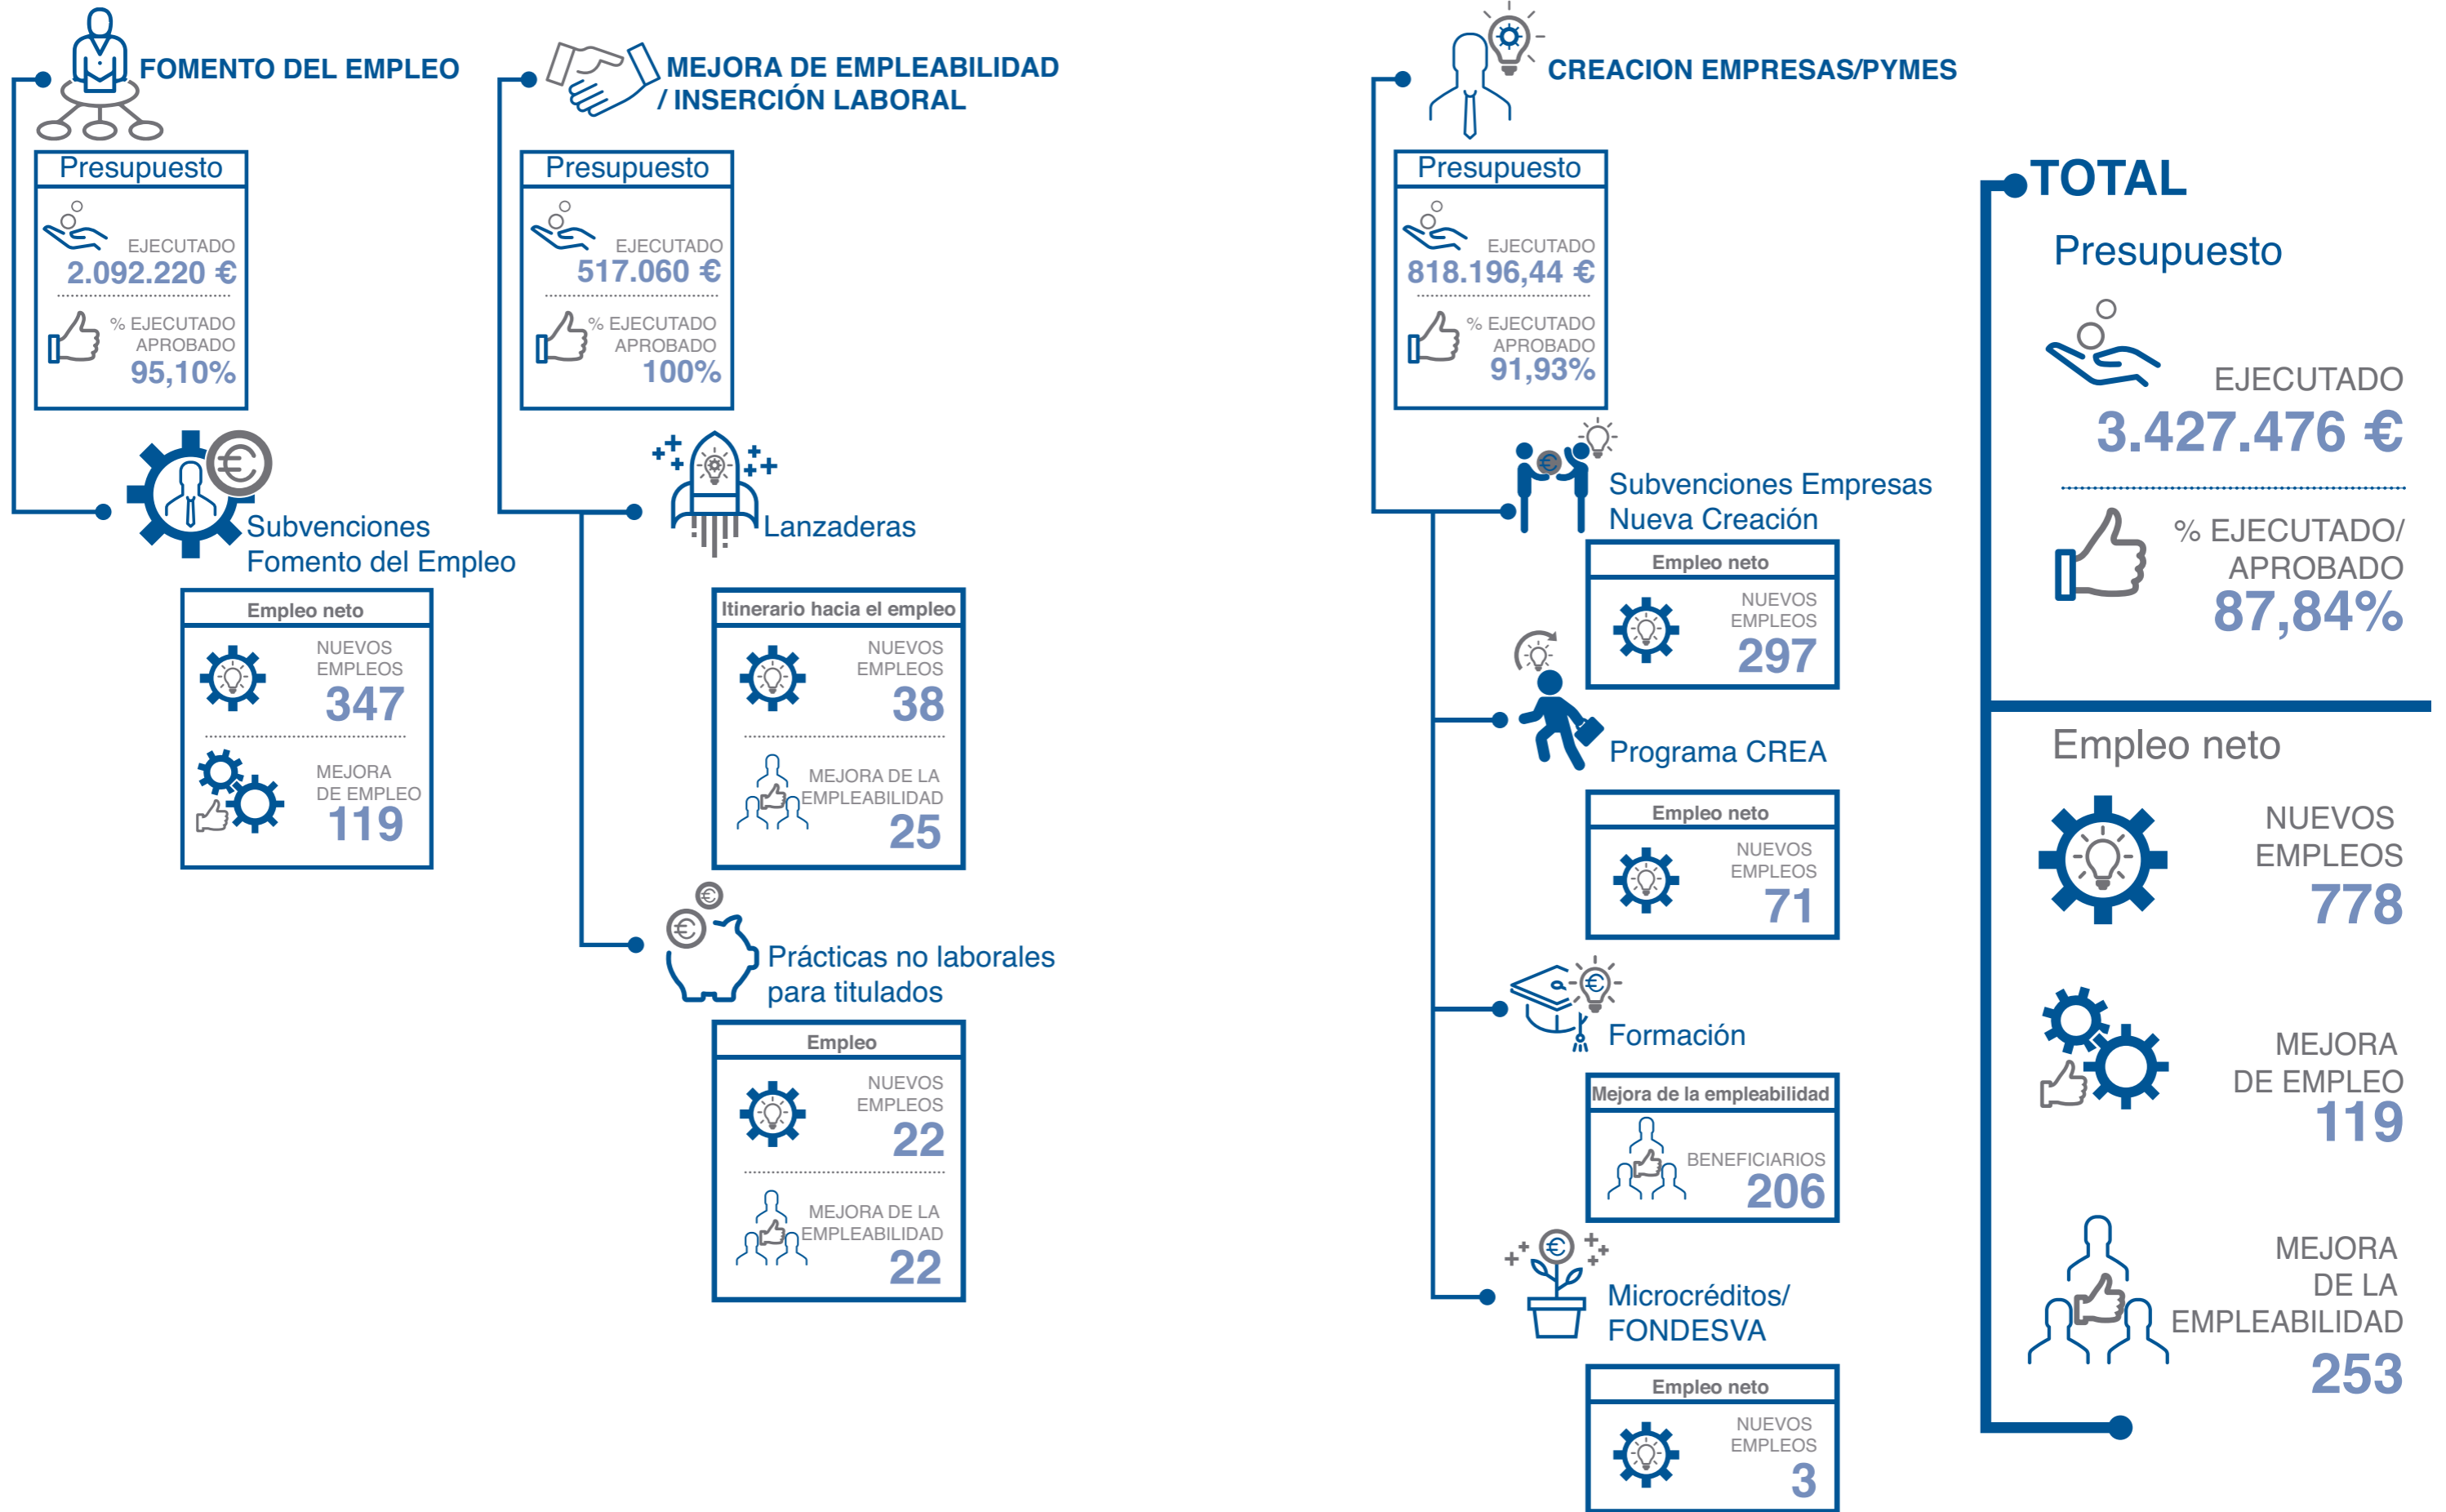 FOMENTO DEL EMPLEO
Presupuesto
EJECUTADO
2.092.220 €
% EJECUTADO
APROBADO
95,10%
Subvenciones
Fomento del Empleo
Empleo neto
NUEVOS
EMPLEOS
347
MEJORA
DE EMPLEO
119
MEJORA DE EMPLEABILIDAD
/ INSERCIÓN LABORAL
Presupuesto
EJECUTADO
517.060 €
% EJECUTADO
APROBADO
100%
Lanzaderas
Itinerario hacia el empleo
NUEVOS
EMPLEOS
38
MEJORA DE LA
EMPLEABILIDAD
25
Prácticas no laborales
para titulados
Empleo
NUEVOS
EMPLEOS
22
MEJORA DE LA
EMPLEABILIDAD
22
CREACION EMPRESAS/PYMES
Presupuesto
EJECUTADO
818.196,44 €
% EJECUTADO
APROBADO
91,93%
Subvenciones Empresas
Nueva Creación
Empleo neto
NUEVOS
EMPLEOS
297
Programa CREA
Empleo neto
NUEVOS
EMPLEOS
71
Formación
Mejora de la empleabilidad
BENEFICIARIOS
206
Microcréditos/
FONDESVA
Empleo neto
NUEVOS
EMPLEOS
3
TOTAL
Presupuesto
EJECUTADO
3.427.476 €
% EJECUTADO/
APROBADO
87,84%
Empleo neto
NUEVOS
EMPLEOS
778
MEJORA
DE EMPLEO
119
MEJORA
DE LA
EMPLEABILIDAD
253